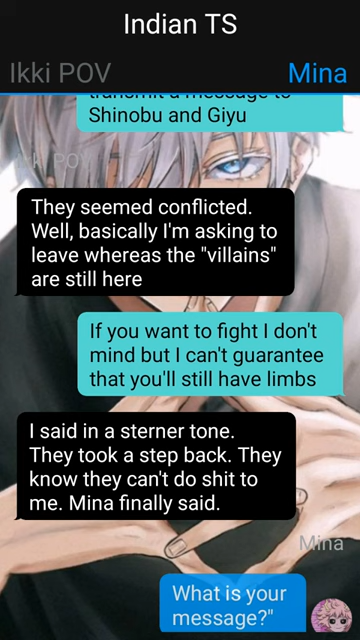 Indian TS
Ikki POV
Mina
transmit a message to
Shinobu and Giyu
They seemed conflicted.
Well, basically I'm asking to
leave whereas the "villains"
are still here
If you want to fight I don't
mind but I can't guarantee
that you'll still have limbs
I said in a sterner tone.
They took a step back. They
know they can't do shit to
me. Mina finally said.
Mina
What is your
message?"